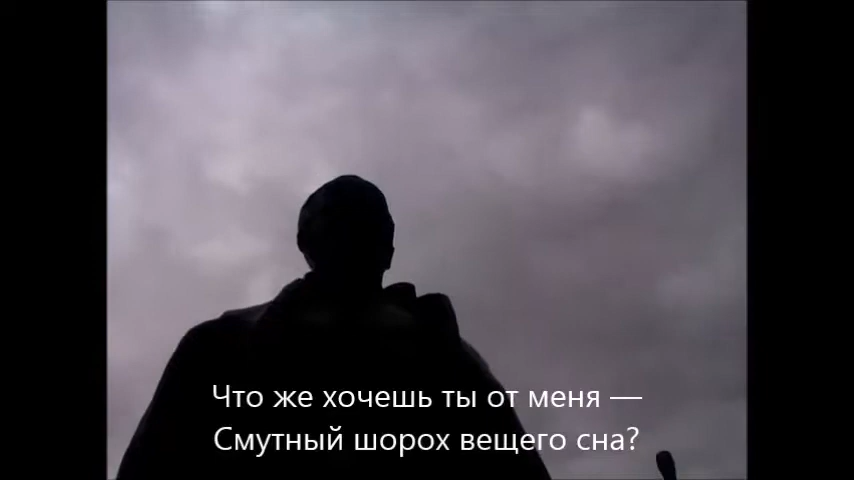 Что же хочешь ты от меня —
Смутный шорох вещего сна?